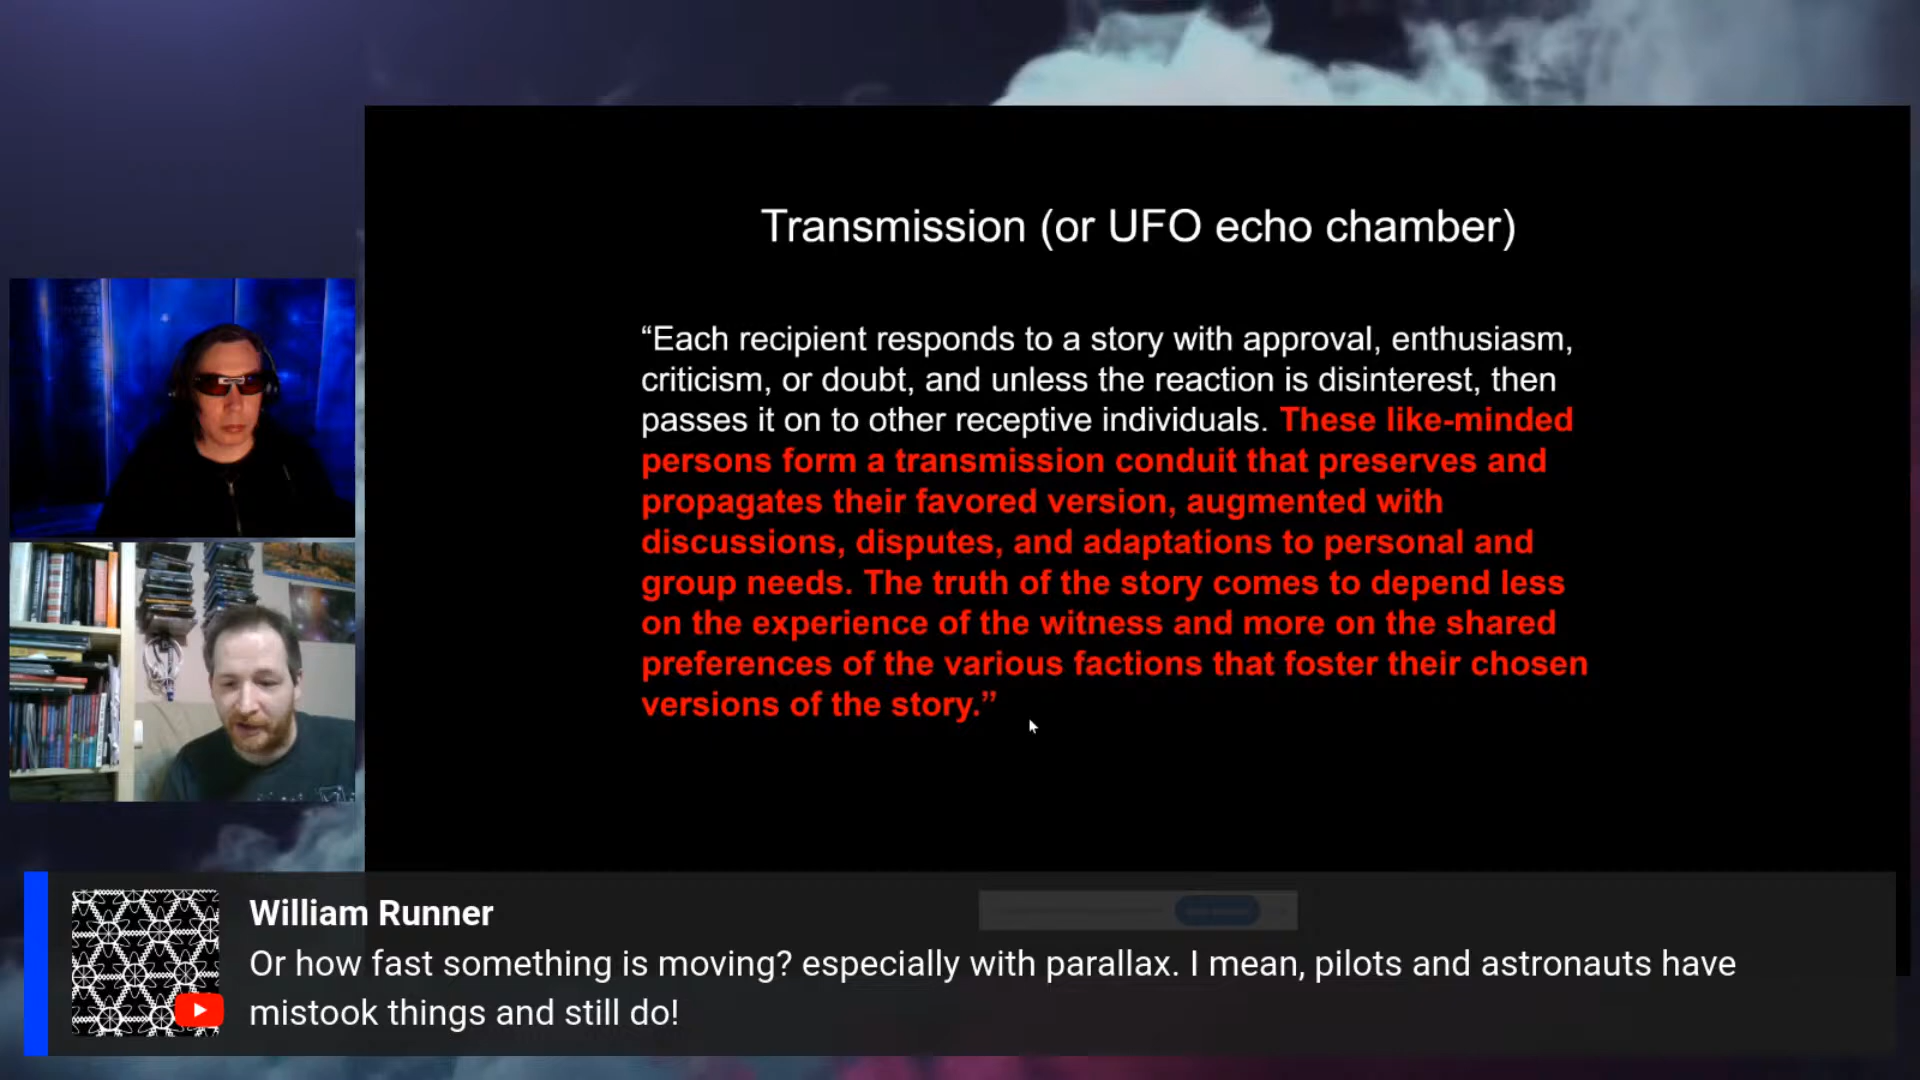 Transmission (or UFO echo chamber)
“Each recipient responds to a story with approval, enthusiasm,
criticism, or doubt, and unless the reaction is disinterest, then
passes it on to other receptive individuals. These like-minded
persons form a transmission conduit that preserves and
propagates their favored version, augmented with
discussions, disputes, and adaptations to personal and
group needs. The truth of the story comes to depend less
on the experience of the witness and more on the shared
preferences of the various factions that foster their chosen
versions of the story.”
William Runner
Or how fast something is moving? especially with parallax. I mean, pilots and astronauts have
mistook things and still do!